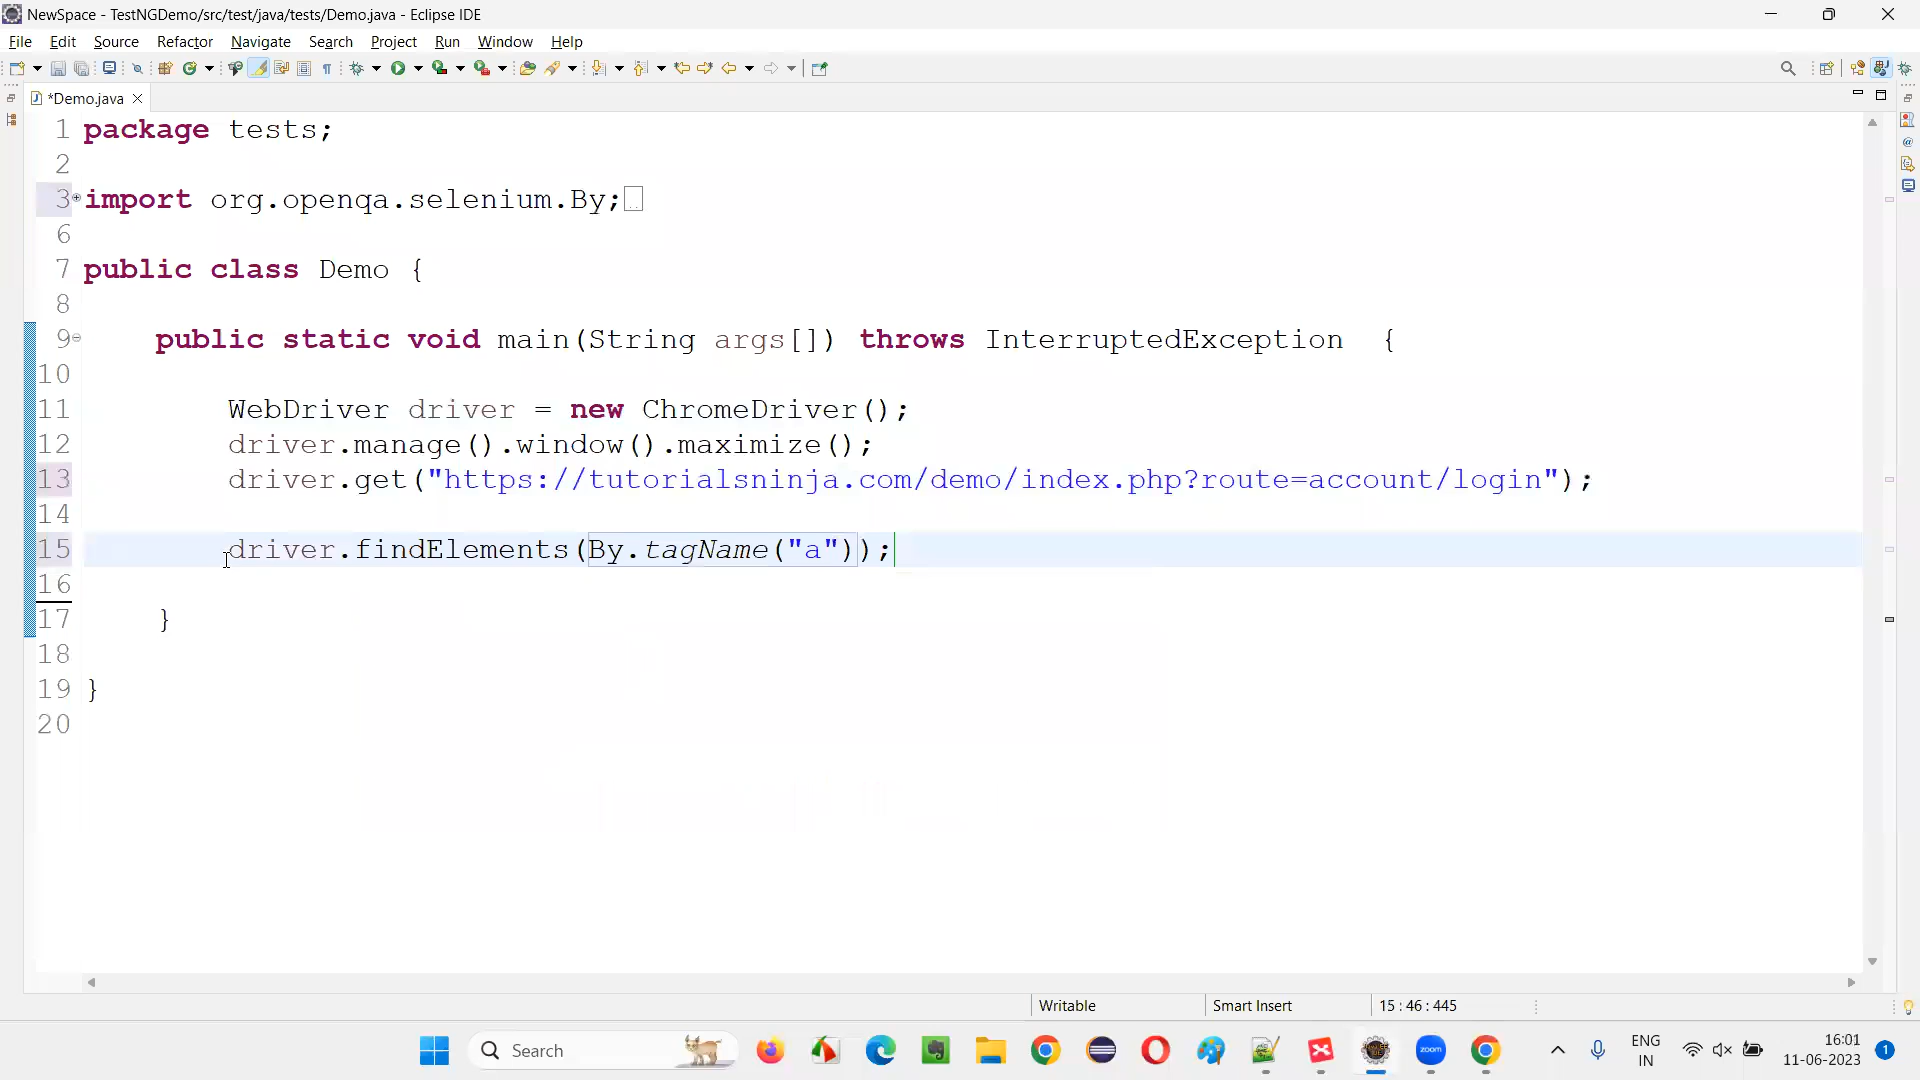 NewSpace - TestNGDemo/src/test/java/tests/Demo.java - Eclipse IDE
File Edit Source Refactor Navigate Search Project Run Window Help
*Demo.java
1 package tests;
2
3 import org.openqa.selenium.By;
6
7 public class Demo {
8
9 public static void main(String args[]) throws InterruptedException {
10
11 WebDriver driver = new ChromeDriver();
12 driver.manage().window().maximize();
13 driver.get("https://tutorialsninja.com/demo/index.php?route=account/login");
14
15 driver.findElements(By.tagName("a"));
16
17 }
18
19 }
20
Writable Smart Insert 15 : 46 : 445
Search zoom ENG 16:01 1
IN 11-06-2023